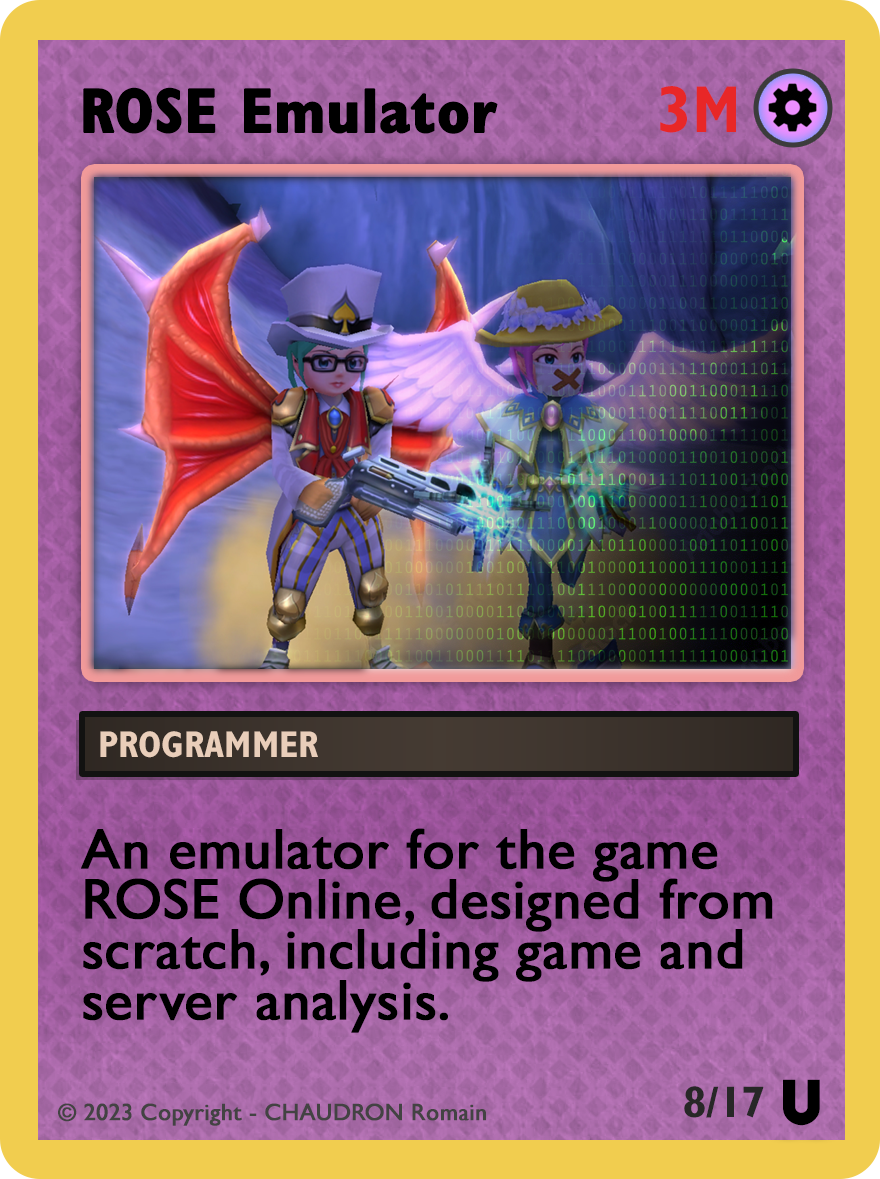 ROSE Emulator
3M
PROGRAMMER
An emulator for the game
ROSE Online, designed from
scratch, including game and
server analysis.
© 2023 Copyright - CHAUDRON Romain
8/17 U